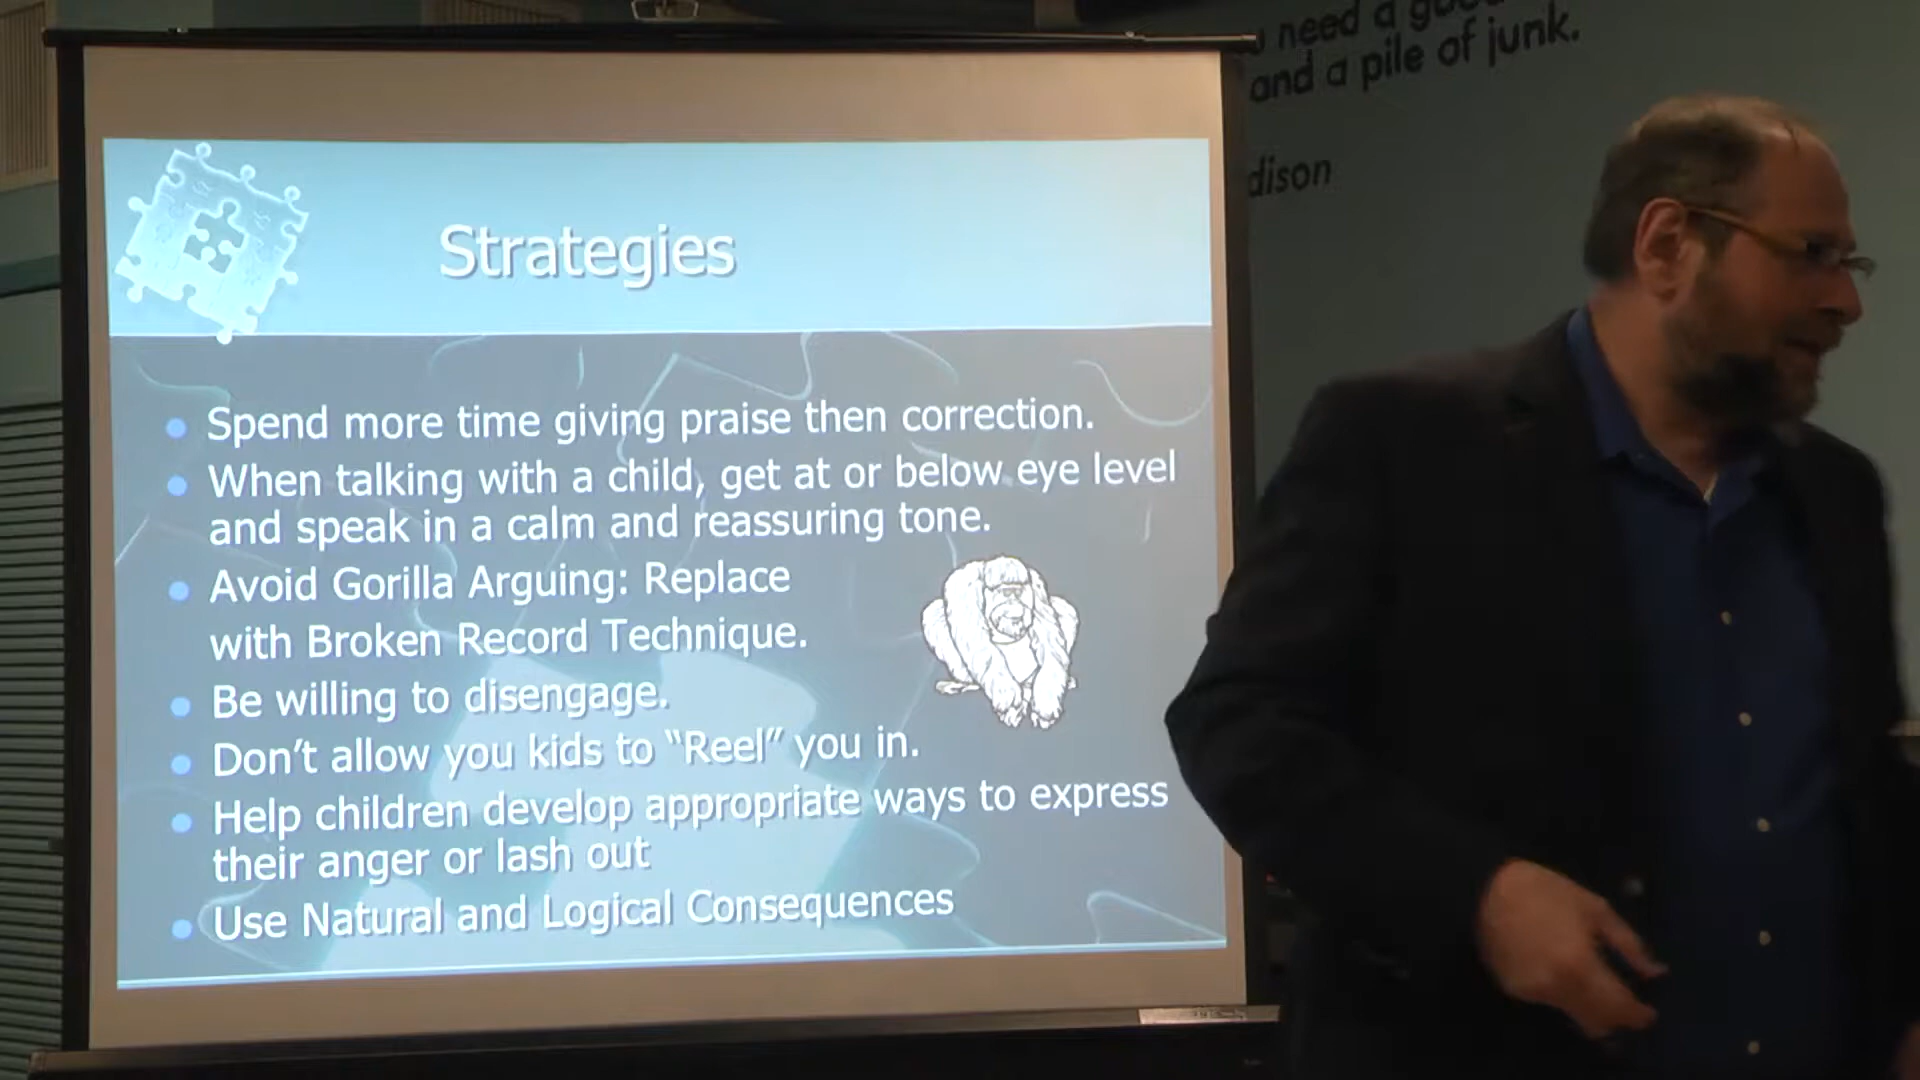 need a
and a pile of junk.
dison
Strategies
Spend more time giving praise then correction.
When talking with a child, get at or below eye level
and speak in a calm and reassuring tone.
Avoid Gorilla Arguing: Replace
with Broken Record Technique.
Be willing to disengage.
Don't allow you kids to “Reel” you in.
Help children develop appropriate ways to express
their anger or lash out
Use Natural and Logical Consequences